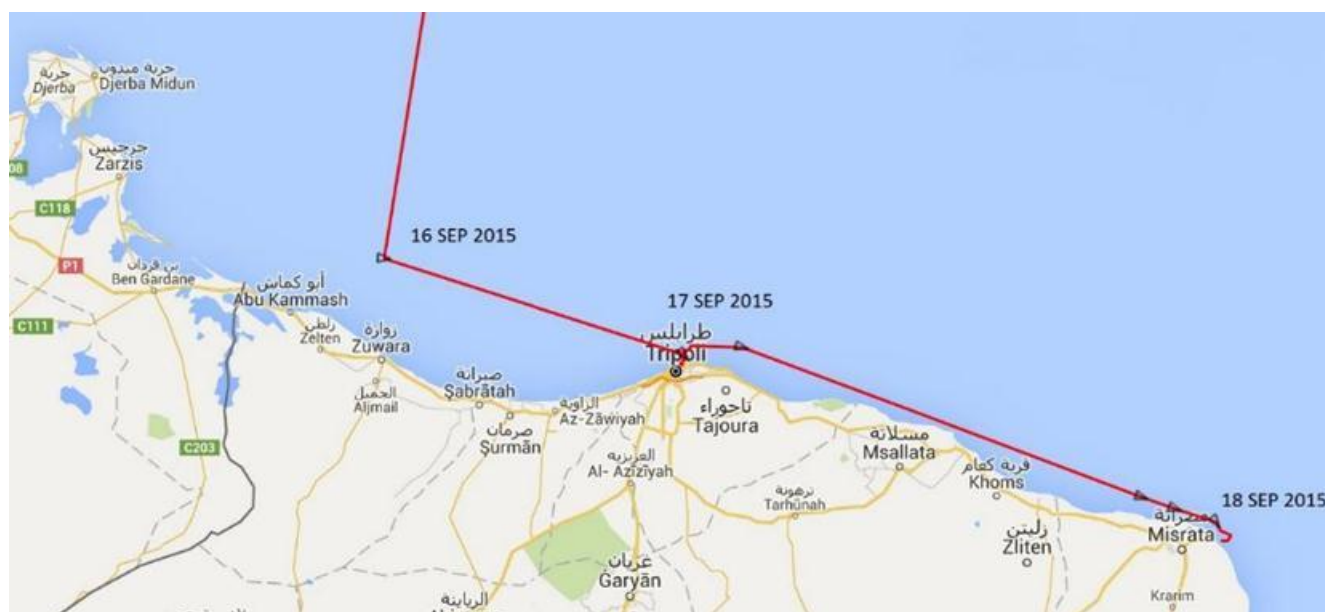 جربة
Djerba
جربة ميدون
Djerba Midun
جرجيس
Zarzis
08
C118
P1
C111
بن قردان
Ben Gardane
أبو كماش
Abu Kammash
16 SEP 2015
زلطن
Zelten
زوارة
Zuwara
الجميل
Aljmail
صبراتة
Şabrātah
صرمان
Şurmān
الزاوية
Az-Zāwiyah
17 SEP 2015
طرابلس
Tripoli
تاجوراء
Tajoura
العزيزية
Al- Azīzīyah
C203
ترهونة
Tarhūnah
مسلاتة
Msallata
قرية كعام
Khoms
زليتن
Zliten
18 SEP 2015
مصراتة
Misrata
غريان
Garyān
الرياينة
Krarim